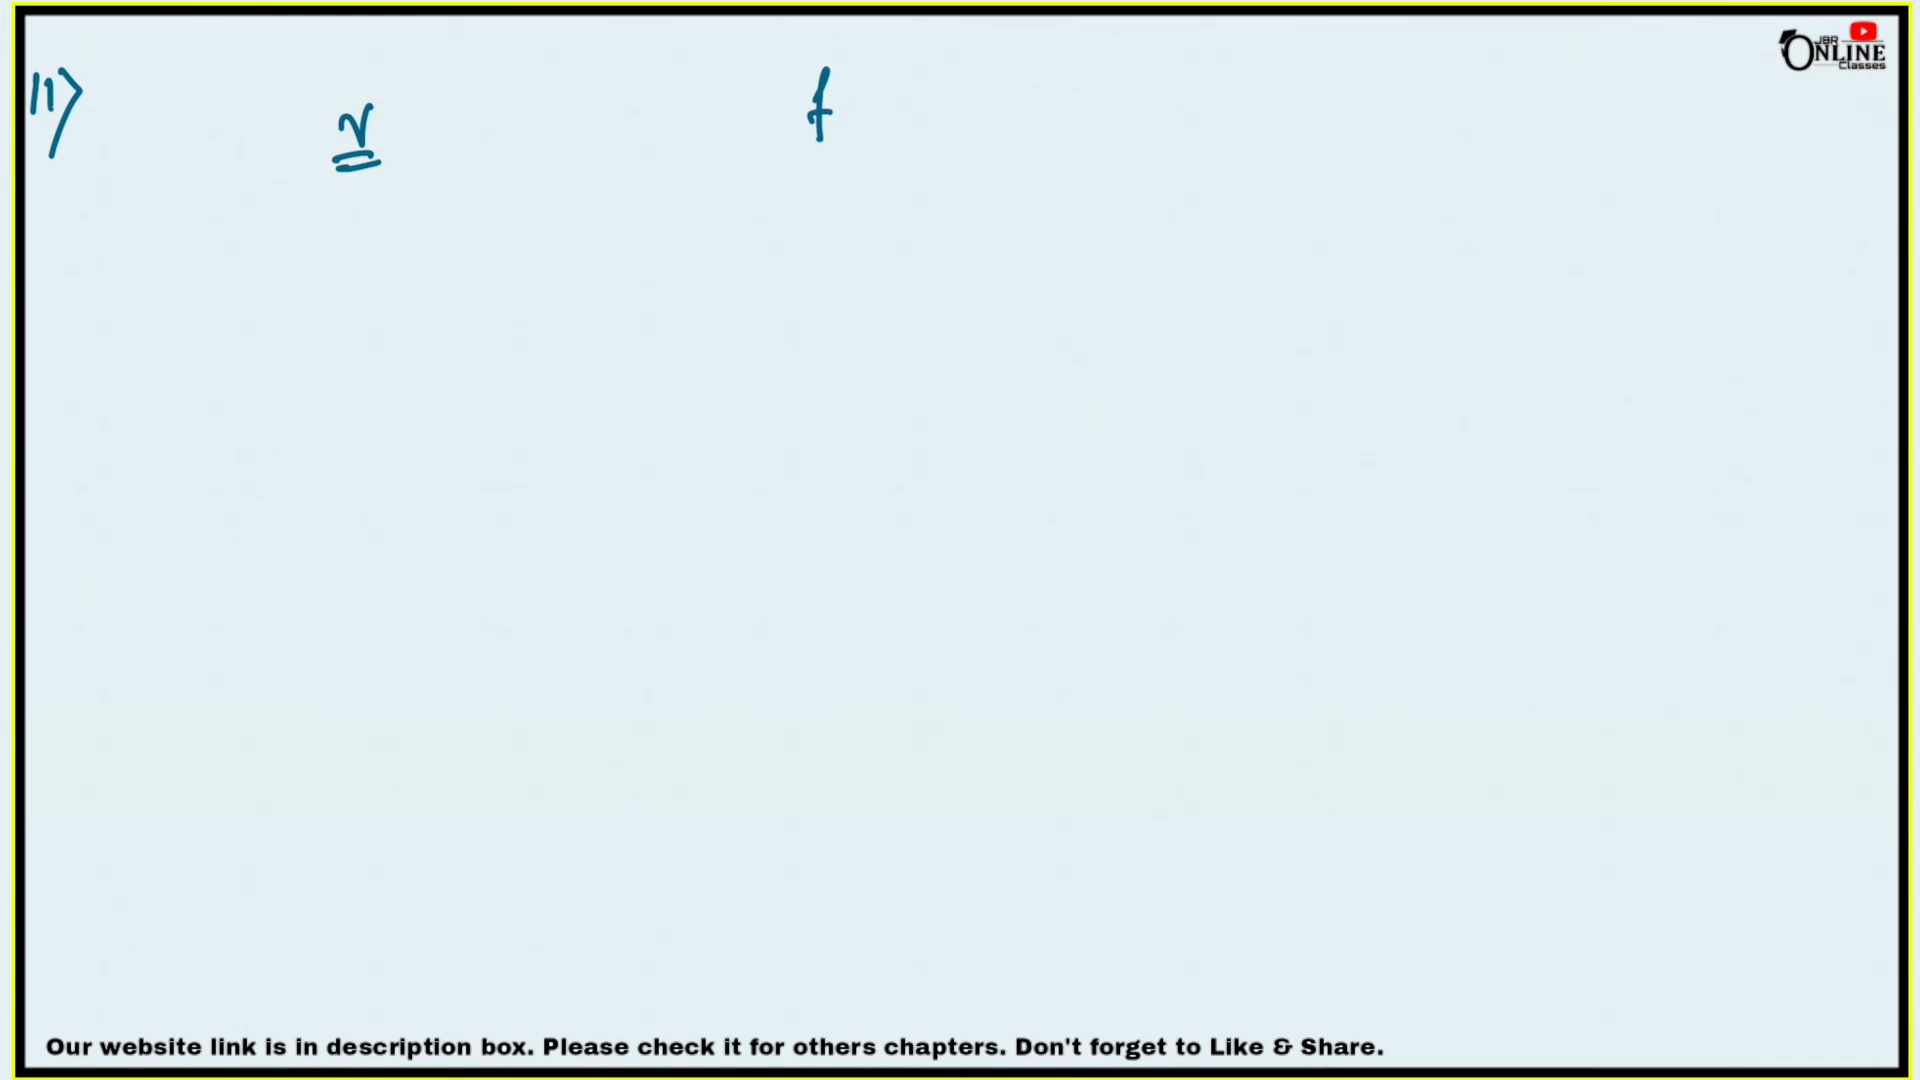 11) x f
JBR
ONLINE
Classes
Our website link is in description box. Please check it for others chapters. Don't forget to Like & Share.